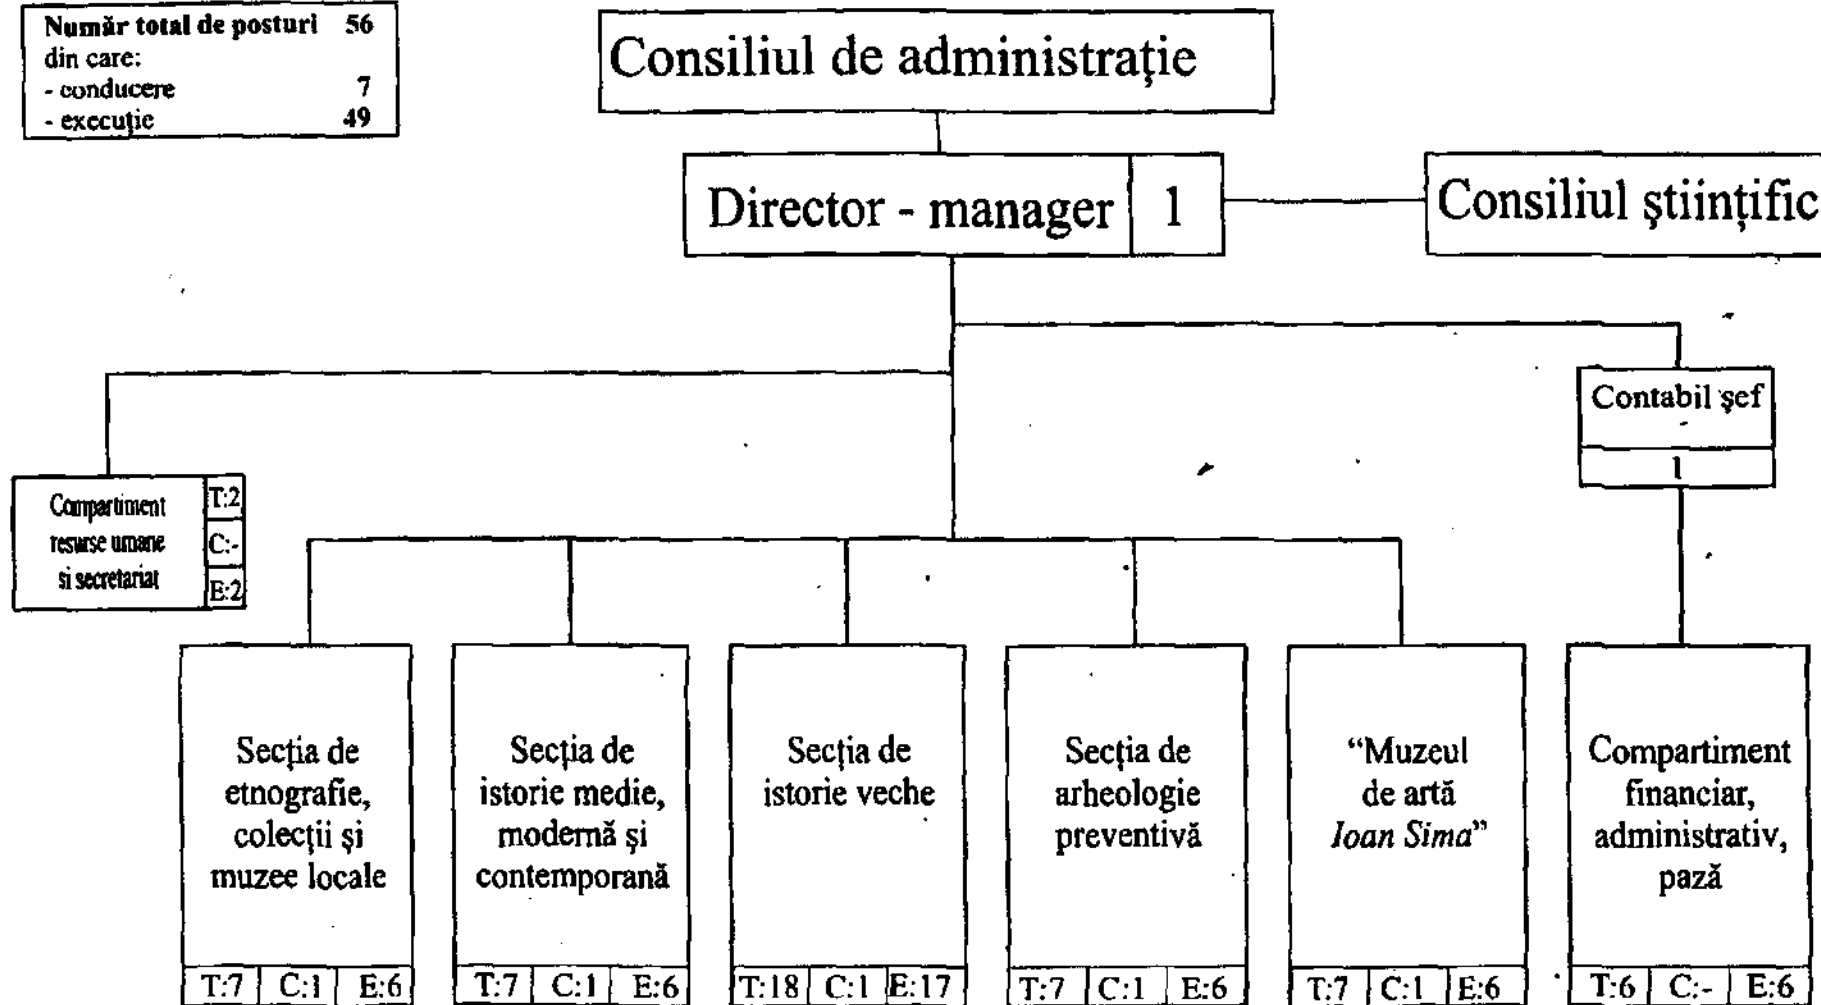 Număr total de posturi 56
din care:
- conducere 7
- execuție 49
Consiliul de administrație
Director - manager 1
Consiliul științific
Contabil șef
1
Compartiment
resurse umane
si secretariat
T:2
C:-
E:2
Secția de
etnografie,
colecții și
muzee locale
T:7 C:1 E:6
Secția de
istorie medie,
modernă și
contemporană
T:7 C:1 E:6
Secția de
istorie veche
T:18 C:1 E:17
Secția de
arheologie
preventivă
T:7 C:1 E:6
“Muzeul
de artă
Ioan Sima”
T:7 C:1 E:6
Compartiment
financiar,
administrativ,
pază
T:6 C:- E:6